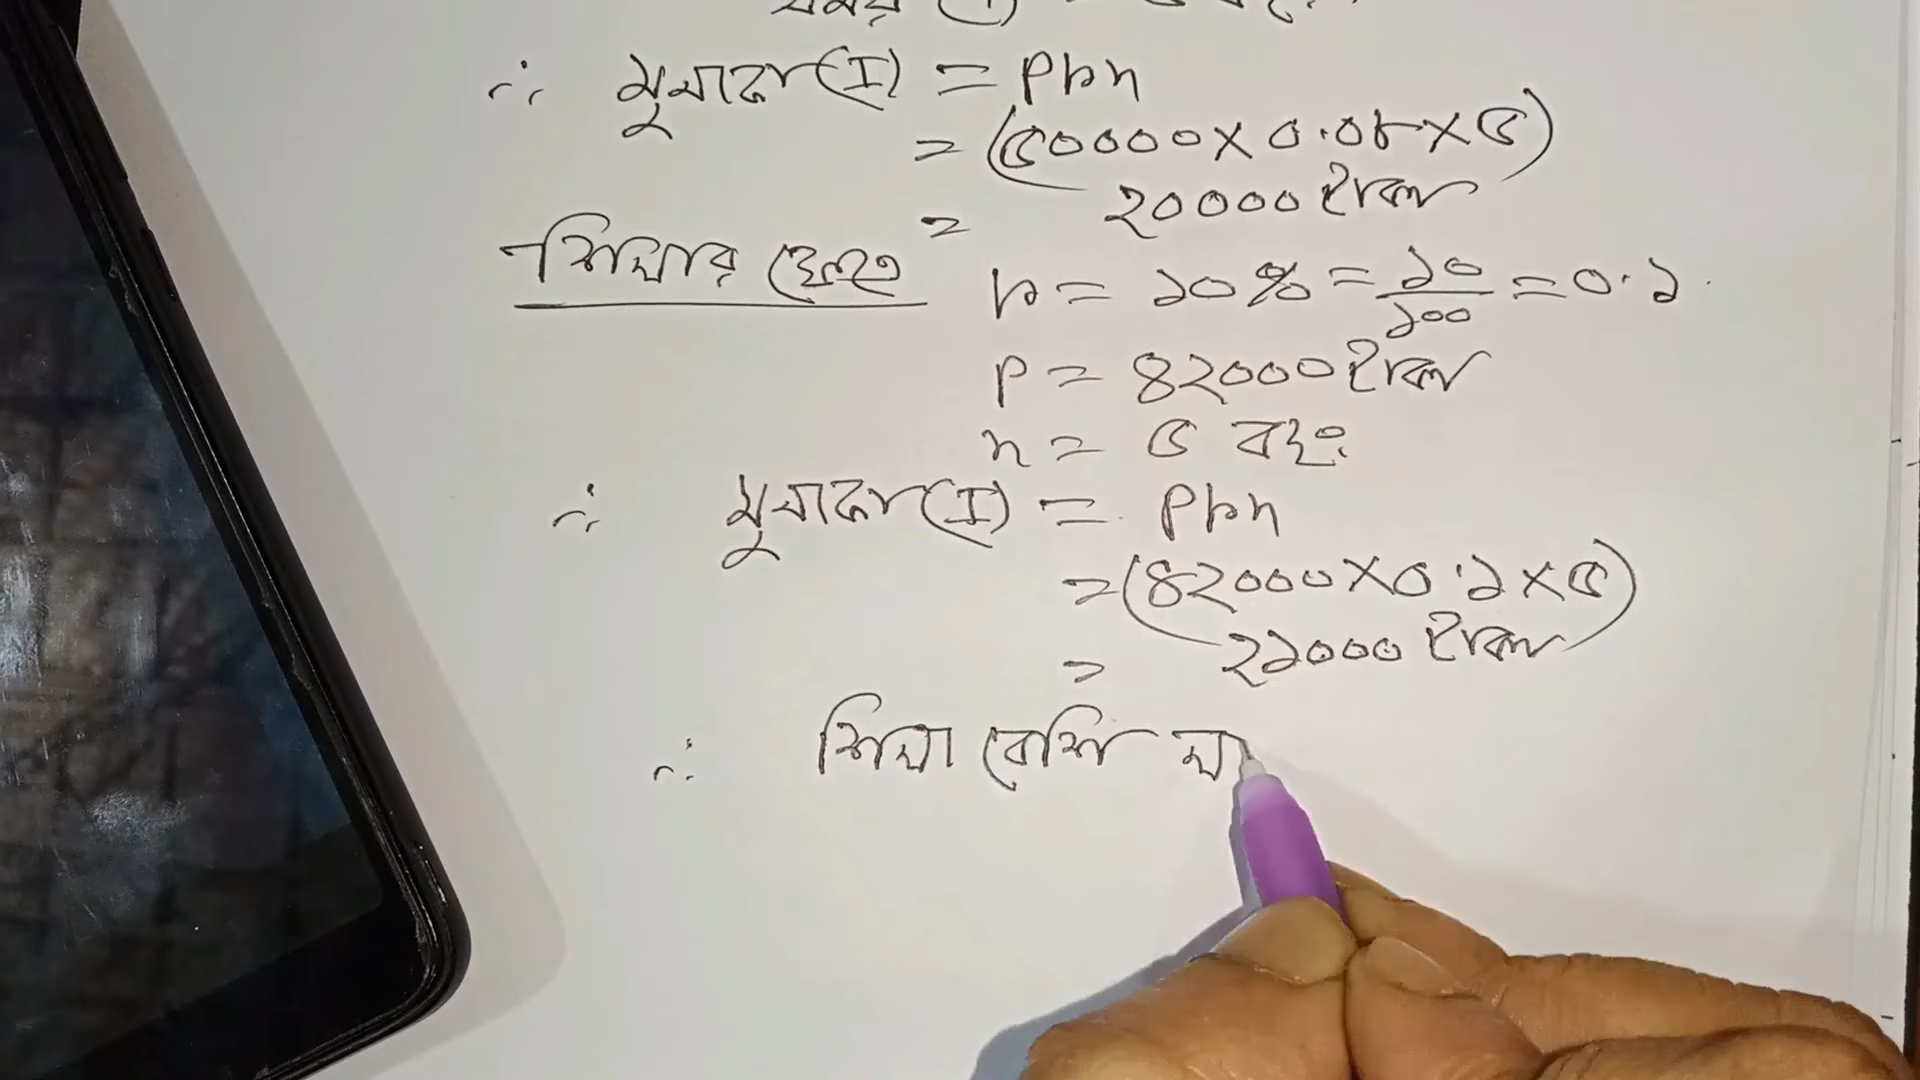 সময়
∴ মুনাফা (I) = Prn
= (৫০০০০ × ০.০৮ × ৫)
= ২০০০০ টাকা
শিঘার ক্ষেত্রে
r = ১০% = ১০/১০০ = ০.১
P = ৪২০০০ টাকা
n = ৫ বছর
∴ মুনাফা (I) = Prn
= (৪২০০০ × ০.১ × ৫)
= ২১০০০ টাকা
∴ শিঘা বেশি